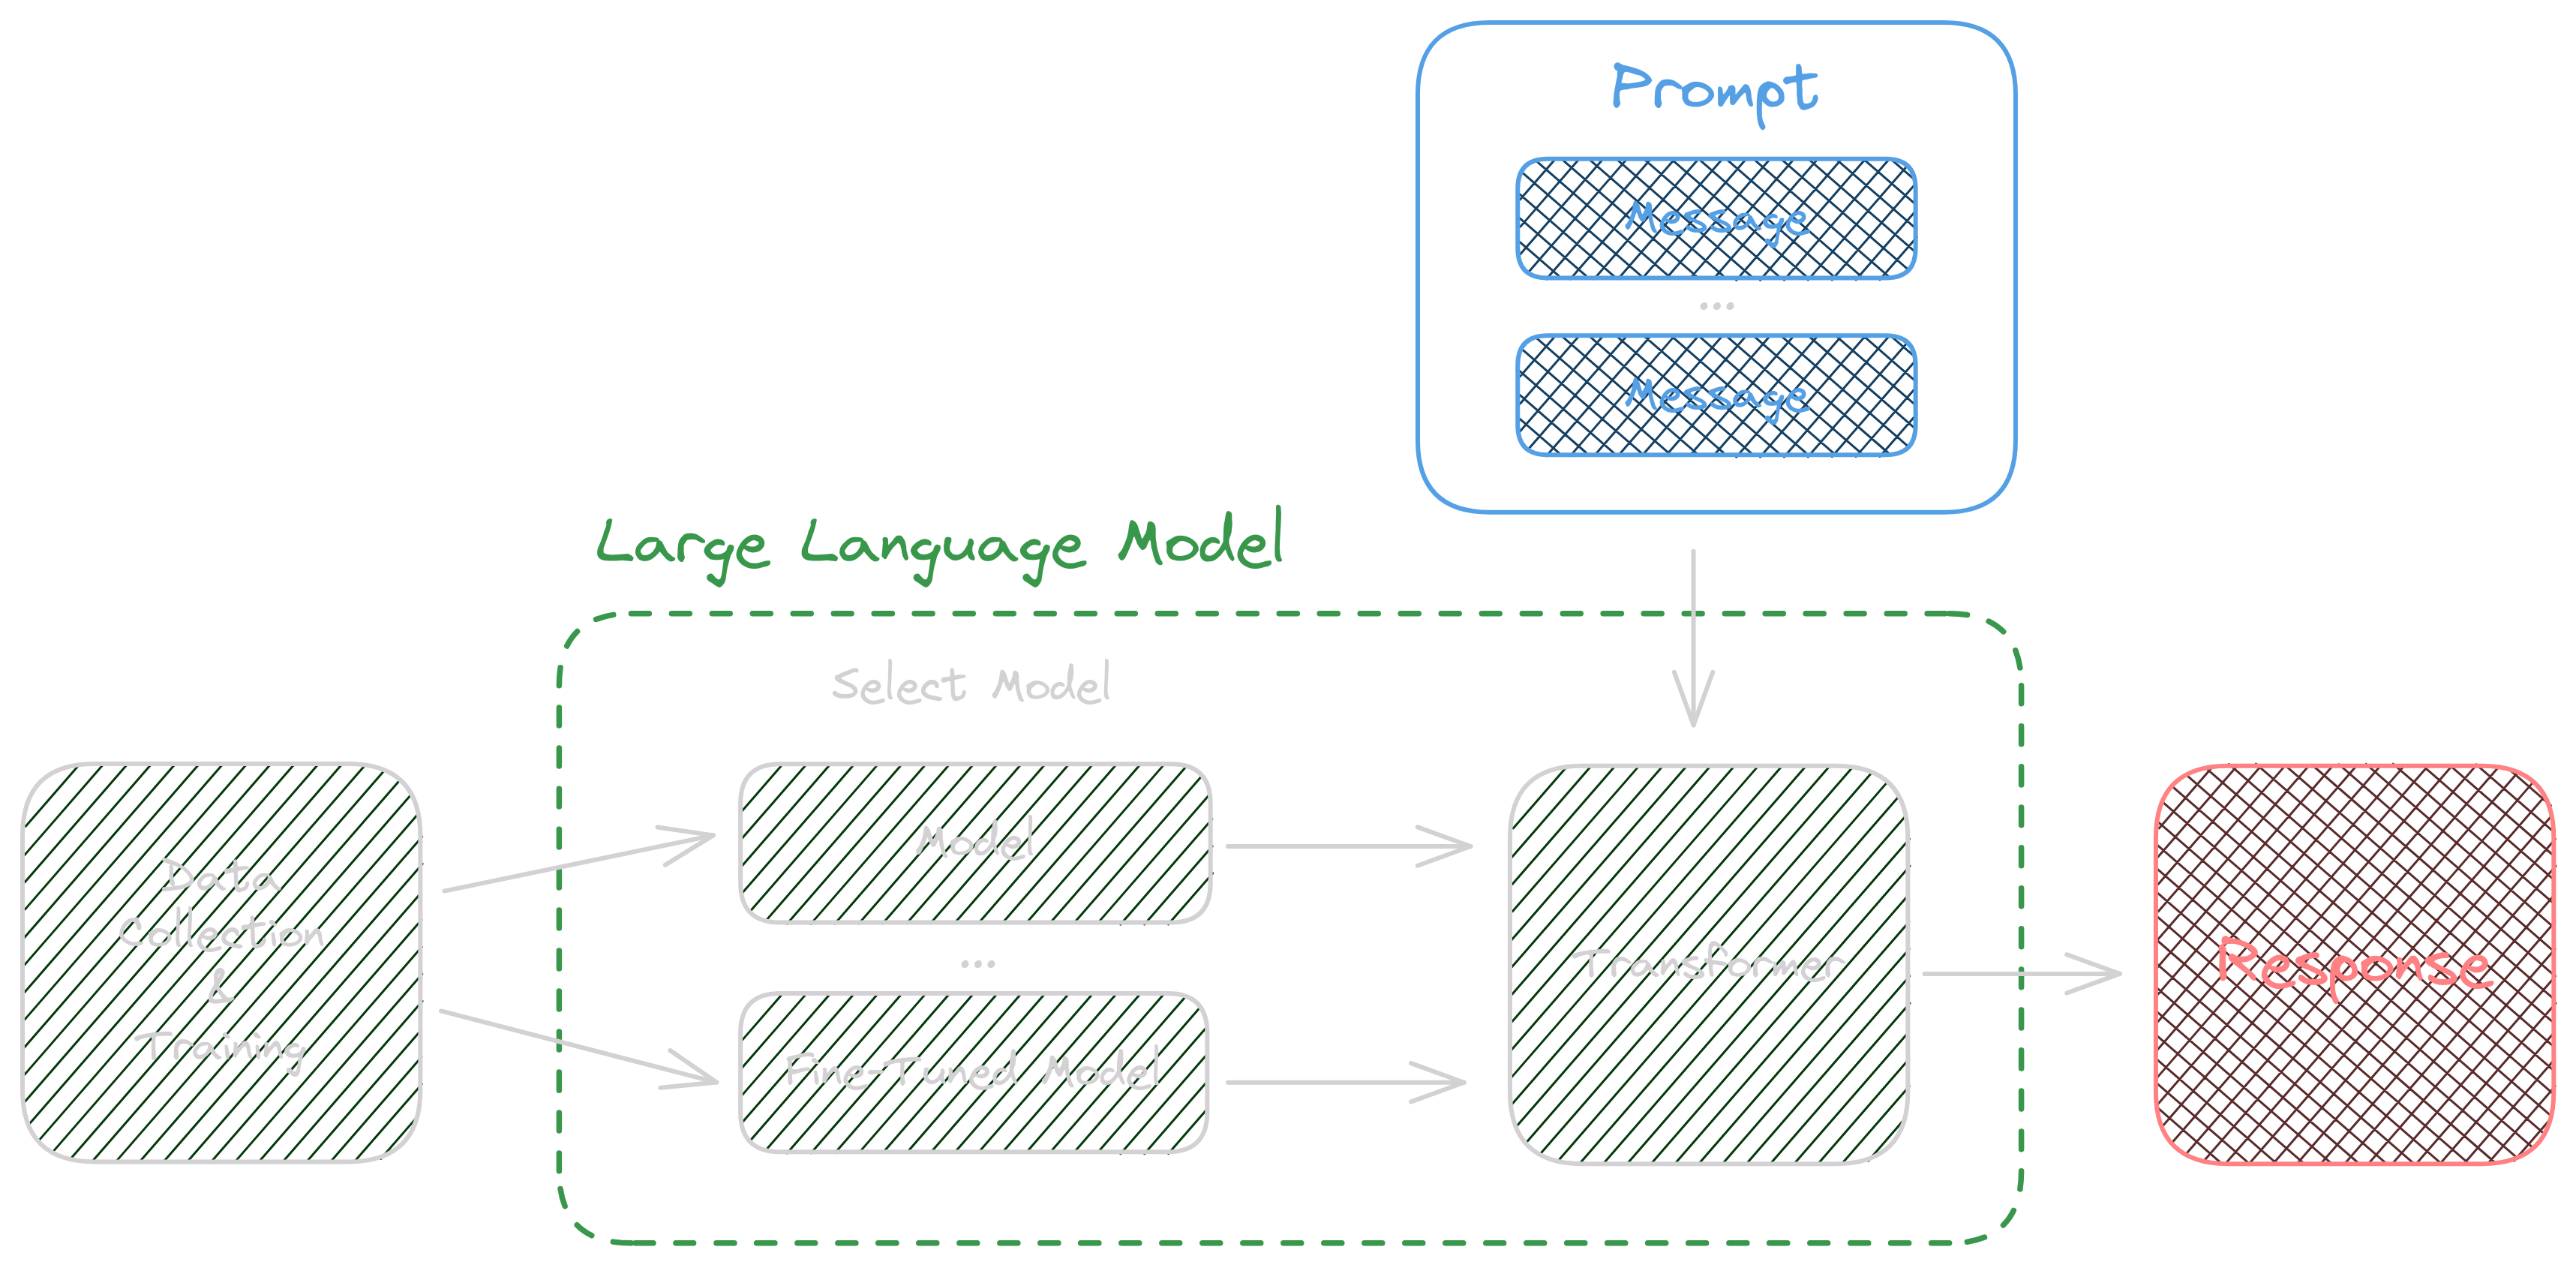 Prompt
Message
...
Message
Large Language Model
Select Model
Data
Collection
&
Training
Model
...
Fine-Tuned Model
Transformer
Response